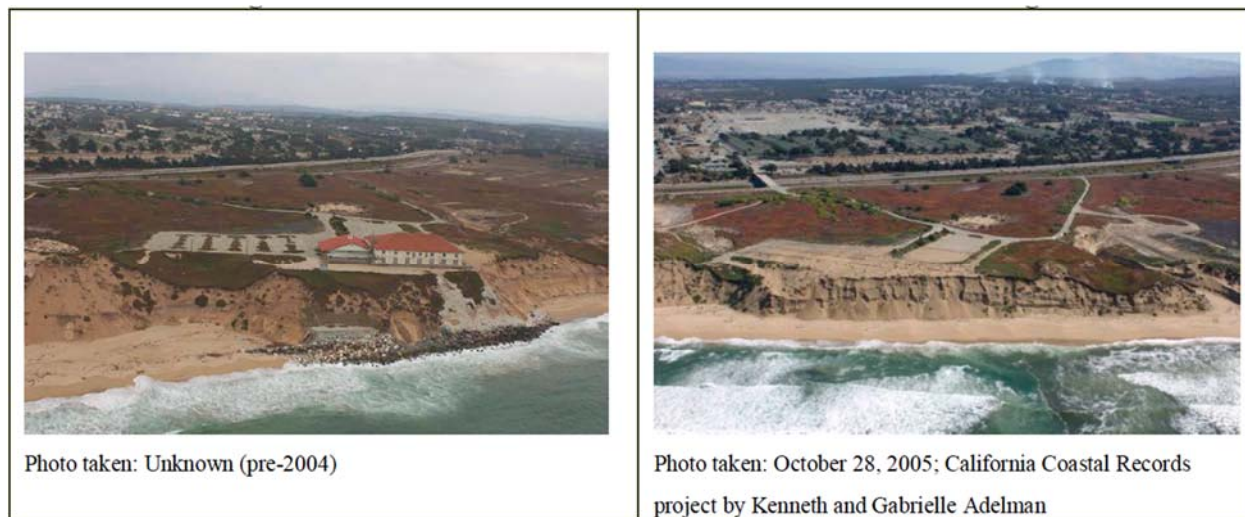 Photo taken: Unknown (pre-2004)
Photo taken: October 28, 2005; California Coastal Records
project by Kenneth and Gabrielle Adelman